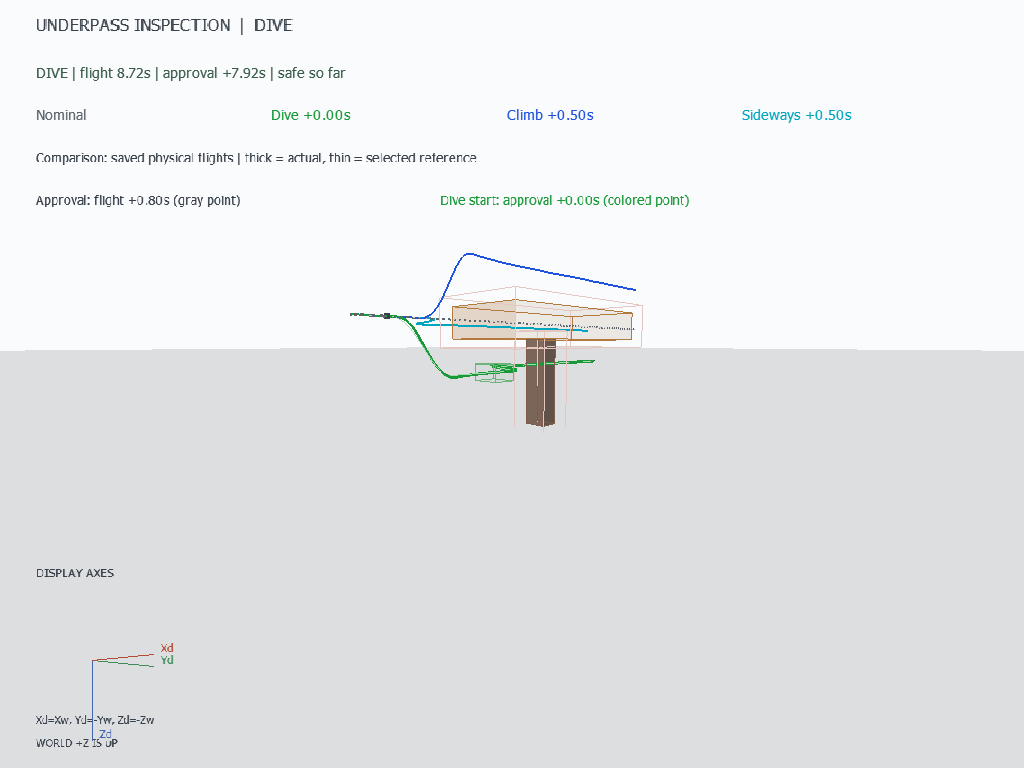 UNDERPASS INSPECTION | DIVE
DIVE | flight 8.72s | approval +7.92s | safe so far
Nominal Dive +0.00s Climb +0.50s Sideways +0.50s
Comparison: saved physical flights | thick = actual, thin = selected reference
Approval: flight +0.80s (gray point) Dive start: approval +0.00s (colored point)
DISPLAY AXES
Xd
Yd
Xd=Xw, Yd=-Yw, Zd=-Zw
Zd
WORLD +Z IS UP